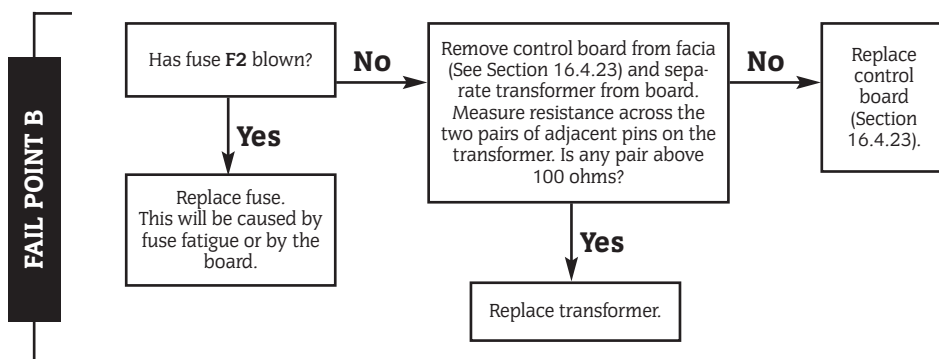 FAIL POINT B
Has fuse F2 blown?
No
Yes
Replace fuse.
This will be caused by
fuse fatigue or by the
board.
Remove control board from facia
(See Section 16.4.23) and sepa-
rate transformer from board.
Measure resistance across the
two pairs of adjacent pins on the
transformer. Is any pair above
100 ohms?
No
Yes
Replace transformer.
Replace
control
board
(Section
16.4.23).